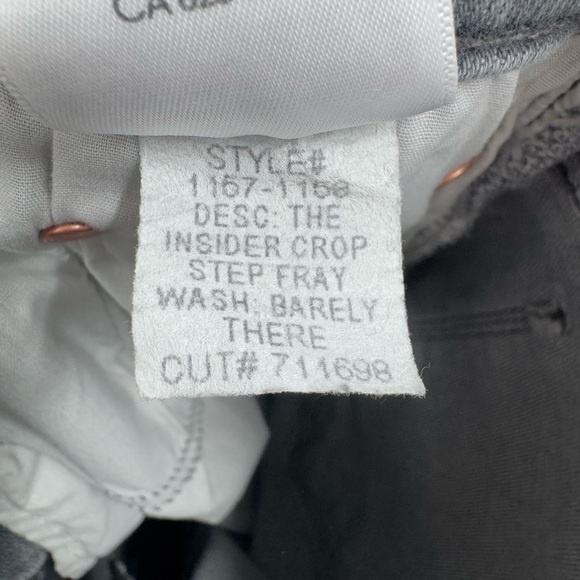 STYLE#
1167-1168
DESC: THE
INSIDER CROP
STEP FRAY
WASH: BARELY
THERE
CUT# 711698